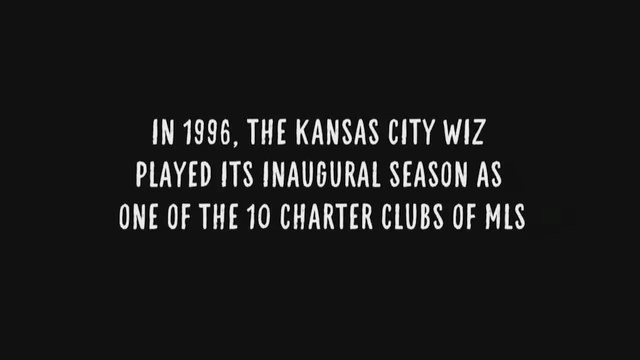 IN 1996, THE KANSAS CITY WIZ
PLAYED ITS INAUGURAL SEASON AS
ONE OF THE 10 CHARTER CLUBS OF MLS